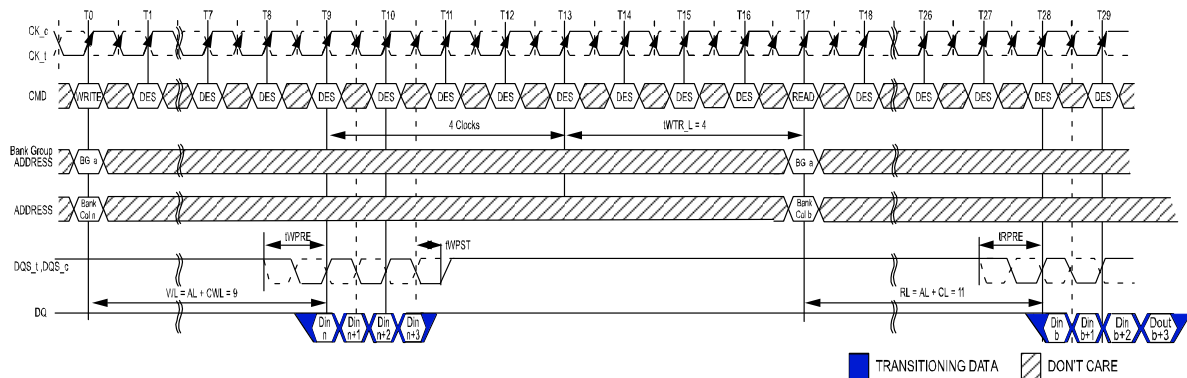 T0 T1 T7 T8 T9 T10 T11 T12 T13 T14 T15 T16 T17 T18 T26 T27 T28 T29
CK_c
CK_t
CMD WRITE DES DES DES DES DES DES DES DES DES DES DES READ DES DES DES DES DES
4 Clocks tWTR_L = 4
Bank Group
ADDRESS BG a BG a
ADDRESS Bank Col n Bank Col b
tWPRE tWPST tRPRE
DQS_t ,DQS_c
WL = AL + CWL = 9 RL = AL + CL = 11
DQ Din n Din n+1 Din n+2 Din n+3 Din b Din b+1 Din b+2 Dout b+3
TRANSITIONING DATA DON'T CARE